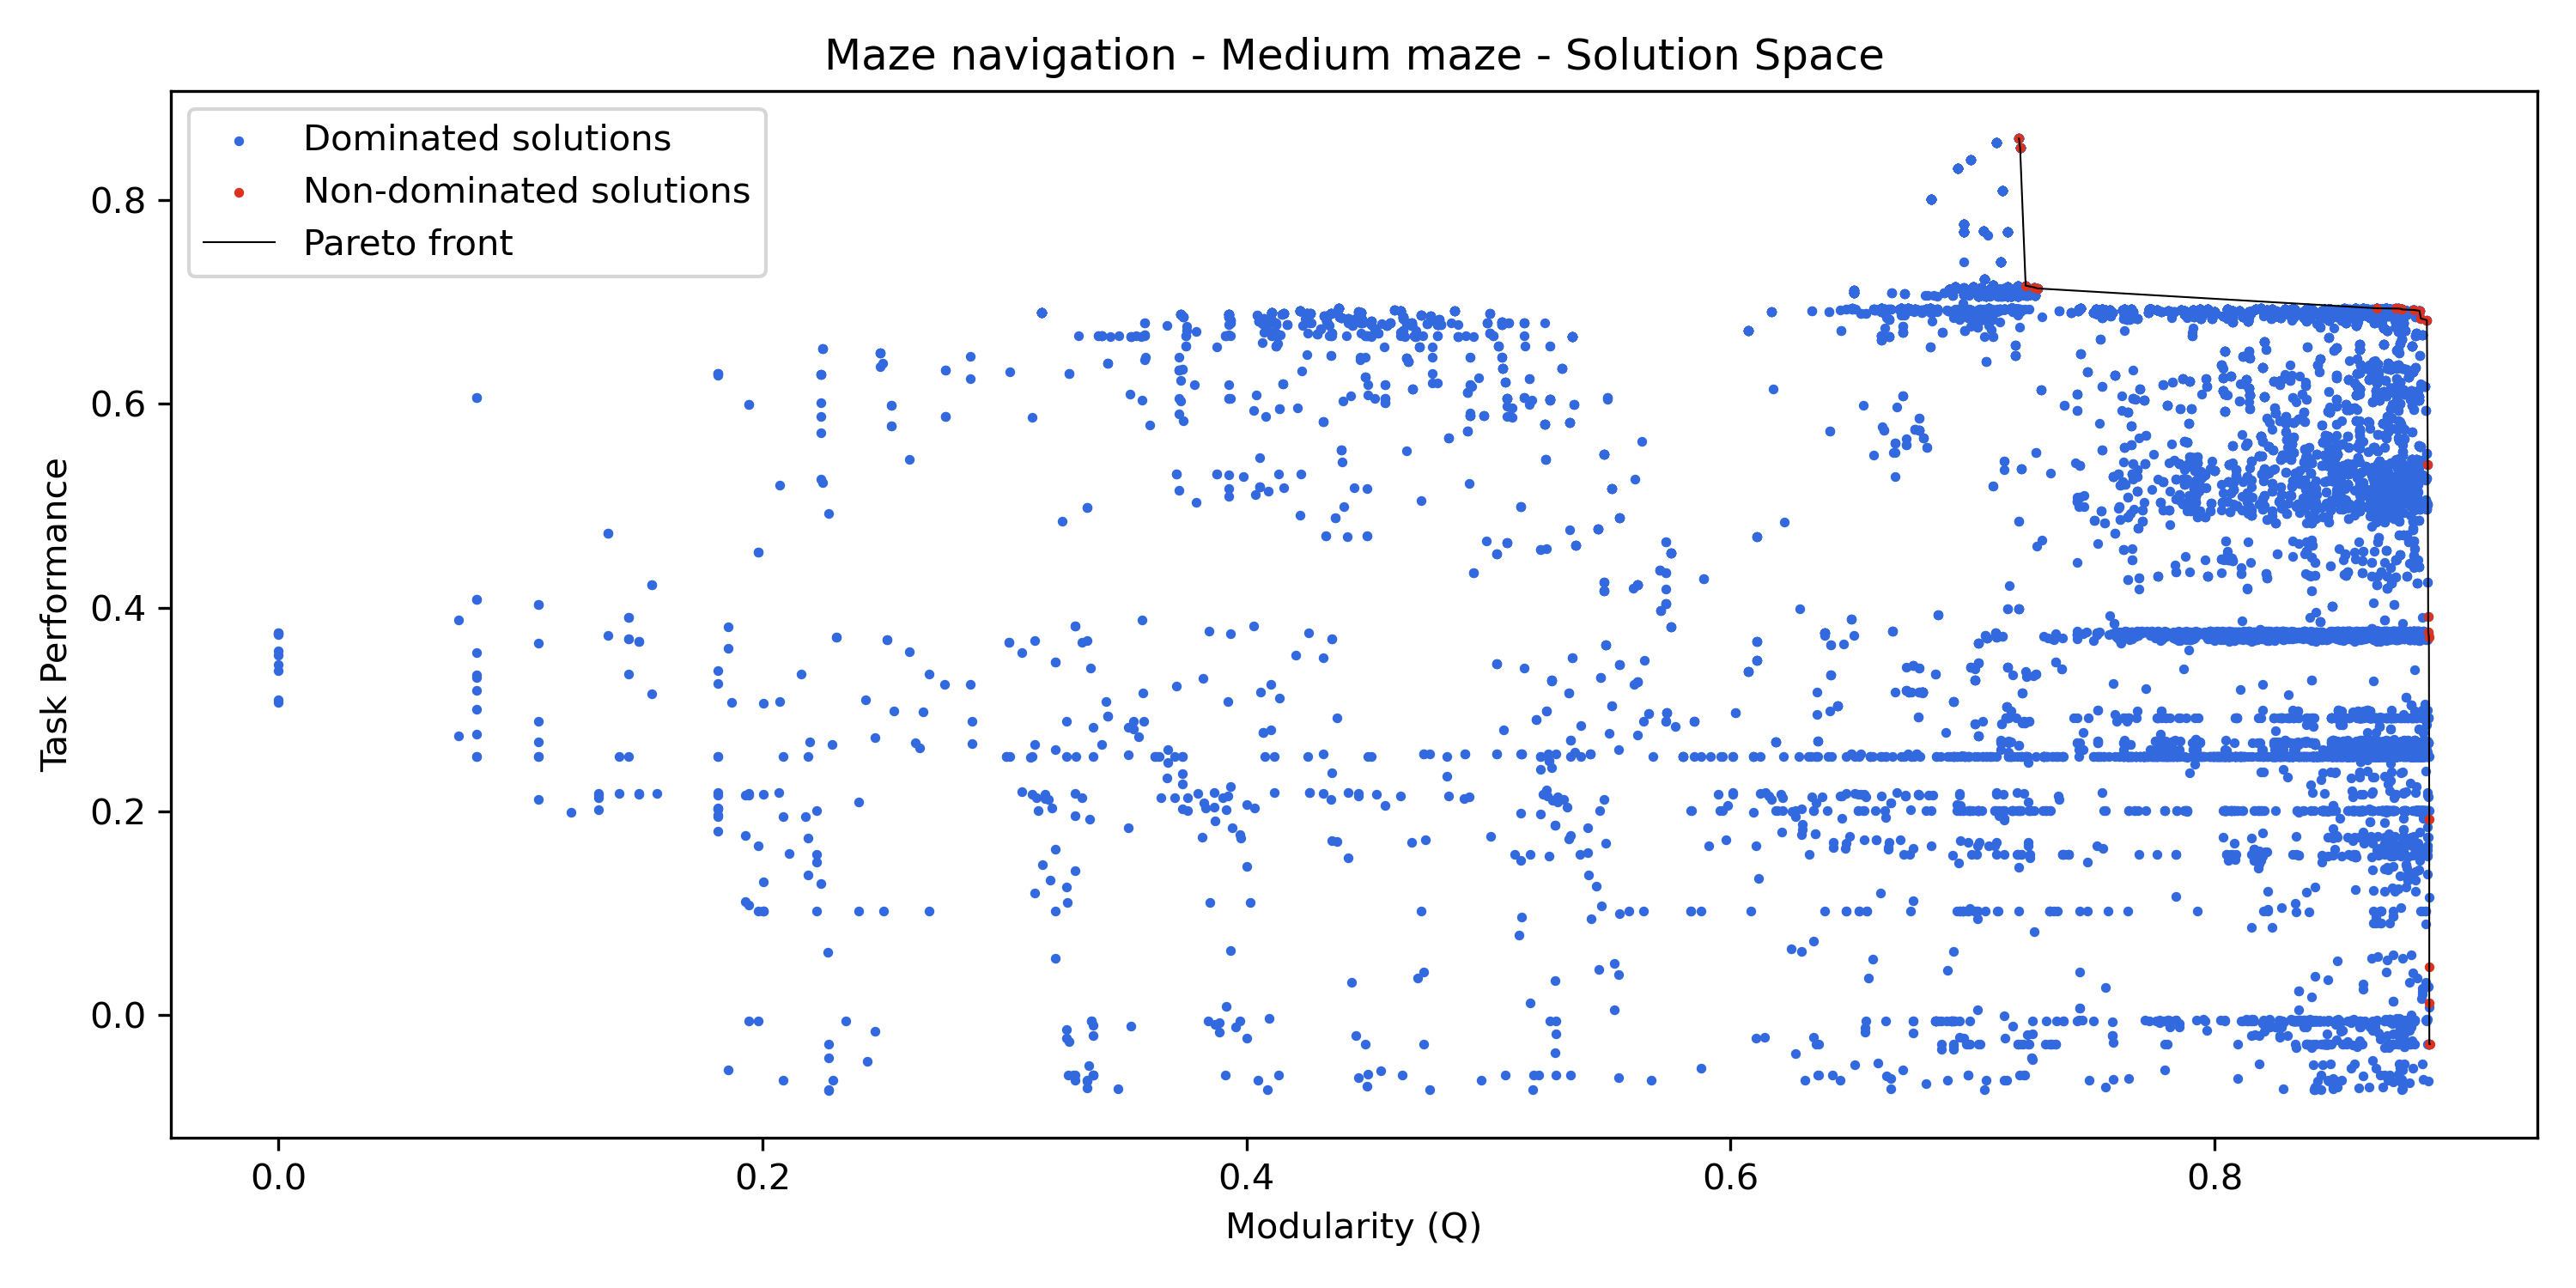 Maze navigation - Medium maze - Solution Space
Dominated solutions
Non-dominated solutions
Pareto front
0.8
0.6
0.4
0.2
0.0
Task Performance
0.0 0.2 0.4 0.6 0.8
Modularity (Q)